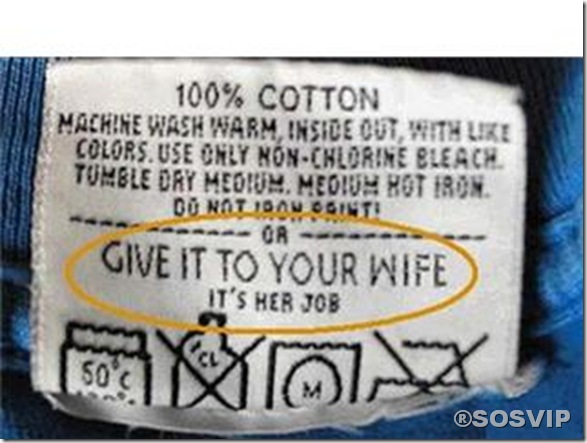 100% COTTON
MACHINE WASH WARM, INSIDE OUT, WITH LIKE
COLORS. USE ONLY NON-CHLORINE BLEACH.
TUMBLE DRY MEDIUM. MEDIUM HOT IRON.
DO NOT IRON PRINT!
OR
GIVE IT TO YOUR WIFE
IT'S HER JOB
50°C
CL
M
®SOSVIP